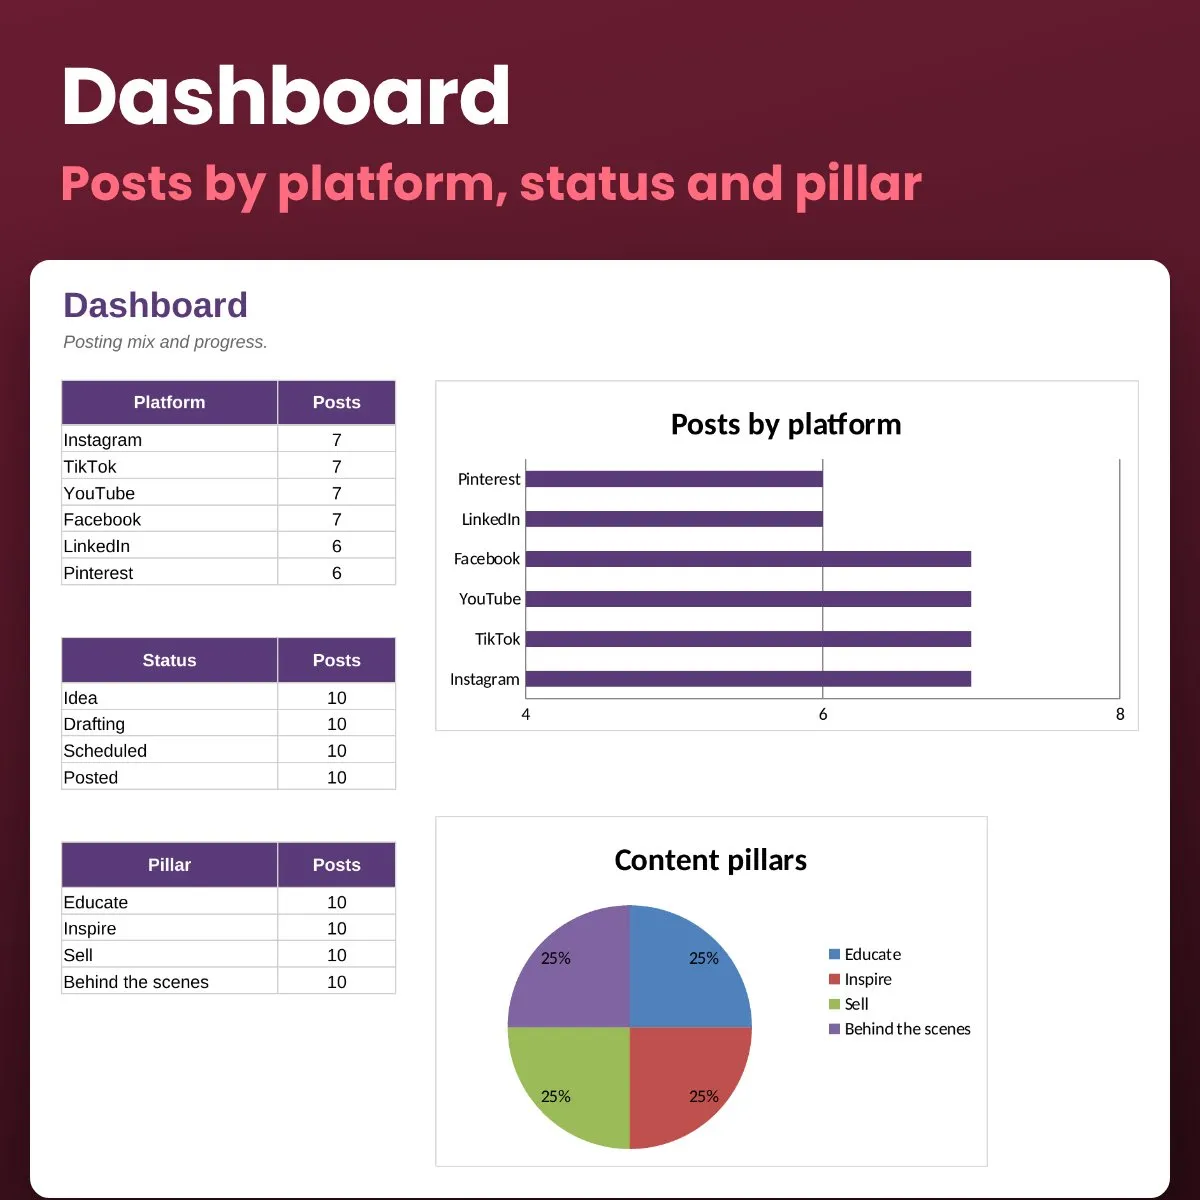 Dashboard
Posts by platform, status and pillar
Dashboard
Posting mix and progress.
Platform Posts
Instagram 7
TikTok 7
YouTube 7
Facebook 7
LinkedIn 6
Pinterest 6
Posts by platform
Pinterest
LinkedIn
Facebook
YouTube
TikTok
Instagram
4 6 8
Status Posts
Idea 10
Drafting 10
Scheduled 10
Posted 10
Pillar Posts
Educate 10
Inspire 10
Sell 10
Behind the scenes 10
Content pillars
25% 25%
25% 25%
Educate
Inspire
Sell
Behind the scenes